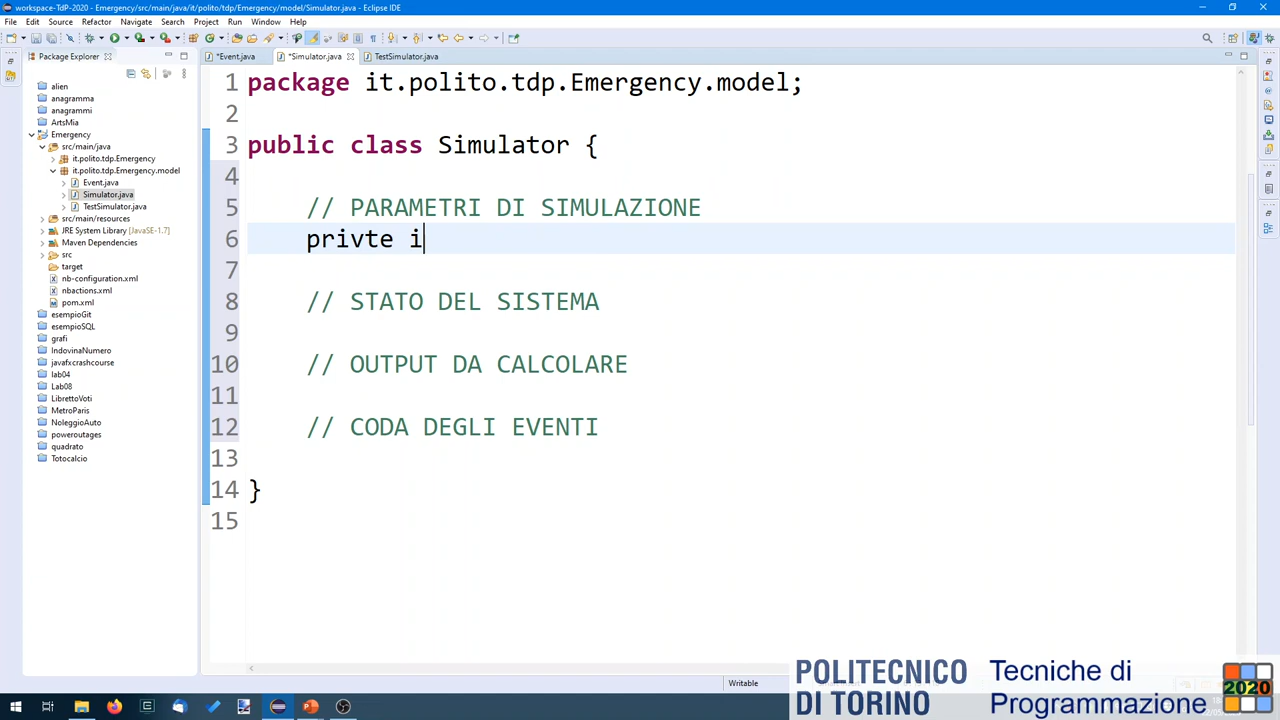 workspace-TdP-2020 - Emergency/src/main/java/it/polito/tdp/Emergency/model/Simulator.java - Eclipse IDE
File Edit Source Refactor Navigate Search Project Run Window Help
Package Explorer
*Event.java
*Simulator.java
TestSimulator.java
alien
anagramma
anagrammi
ArtsMia
Emergency
src/main/java
it.polito.tdp.Emergency
it.polito.tdp.Emergency.model
Event.java
Simulator.java
TestSimulator.java
src/main/resources
JRE System Library [JavaSE-1.7]
Maven Dependencies
src
target
nb-configuration.xml
nbactions.xml
pom.xml
esempioGit
esempioSQL
grafi
IndovinaNumero
javafxcrashcourse
lab04
Lab08
LibrettoVoti
MetroParis
NoleggioAuto
poweroutages
quadrato
Totocalcio
1 package it.polito.tdp.Emergency.model;
2
3 public class Simulator {
4
5 // PARAMETRI DI SIMULAZIONE
6 privte i
7
8 // STATO DEL SISTEMA
9
10 // OUTPUT DA CALCOLARE
11
12 // CODA DEGLI EVENTI
13
14 }
15
Writable
POLITECNICO
DI TORINO
Tecniche di
Programmazione
2020